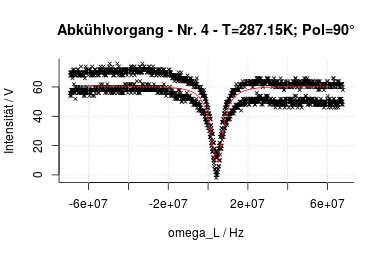 Abkühlvorgang - Nr. 4 - T=287.15K; Pol=90°
Intensität / V
60
40
20
0
-6e+07 -2e+07 2e+07 6e+07
omega_L / Hz